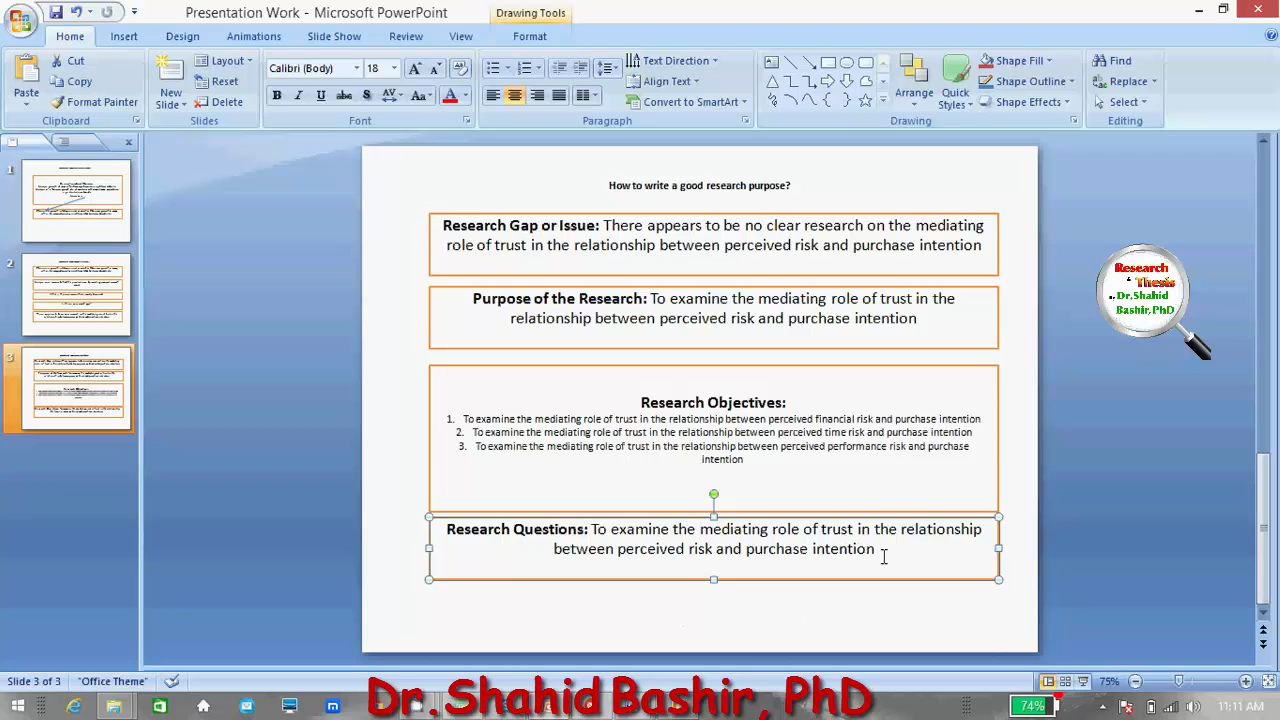 Presentation Work - Microsoft PowerPoint
Drawing Tools
Home Insert Design Animations Slide Show Review View Format
Paste
Cut
Copy
Format Painter
Clipboard
New Slide
Layout
Reset
Delete
Slides
Calibri (Body) 18
Font
Text Direction
Align Text
Convert to SmartArt
Paragraph
Arrange
Quick Styles
Shape Fill
Shape Outline
Shape Effects
Drawing
Find
Replace
Select
Editing
1
2
3
How to write a good research purpose?
Research Gap or Issue: There appears to be no clear research on the mediating
role of trust in the relationship between perceived risk and purchase intention
Purpose of the Research: To examine the mediating role of trust in the
relationship between perceived risk and purchase intention
Research Objectives:
1. To examine the mediating role of trust in the relationship between perceived financial risk and purchase intention
2. To examine the mediating role of trust in the relationship between perceived time risk and purchase intention
3. To examine the mediating role of trust in the relationship between perceived performance risk and purchase
intention
Research Questions: To examine the mediating role of trust in the relationship
between perceived risk and purchase intention
Research
Thesis
Dr.Shahid
Bashir,PhD
Slide 3 of 3 "Office Theme" 75%
Dr.Shahid Bashir, PhD
74%
11:11 AM